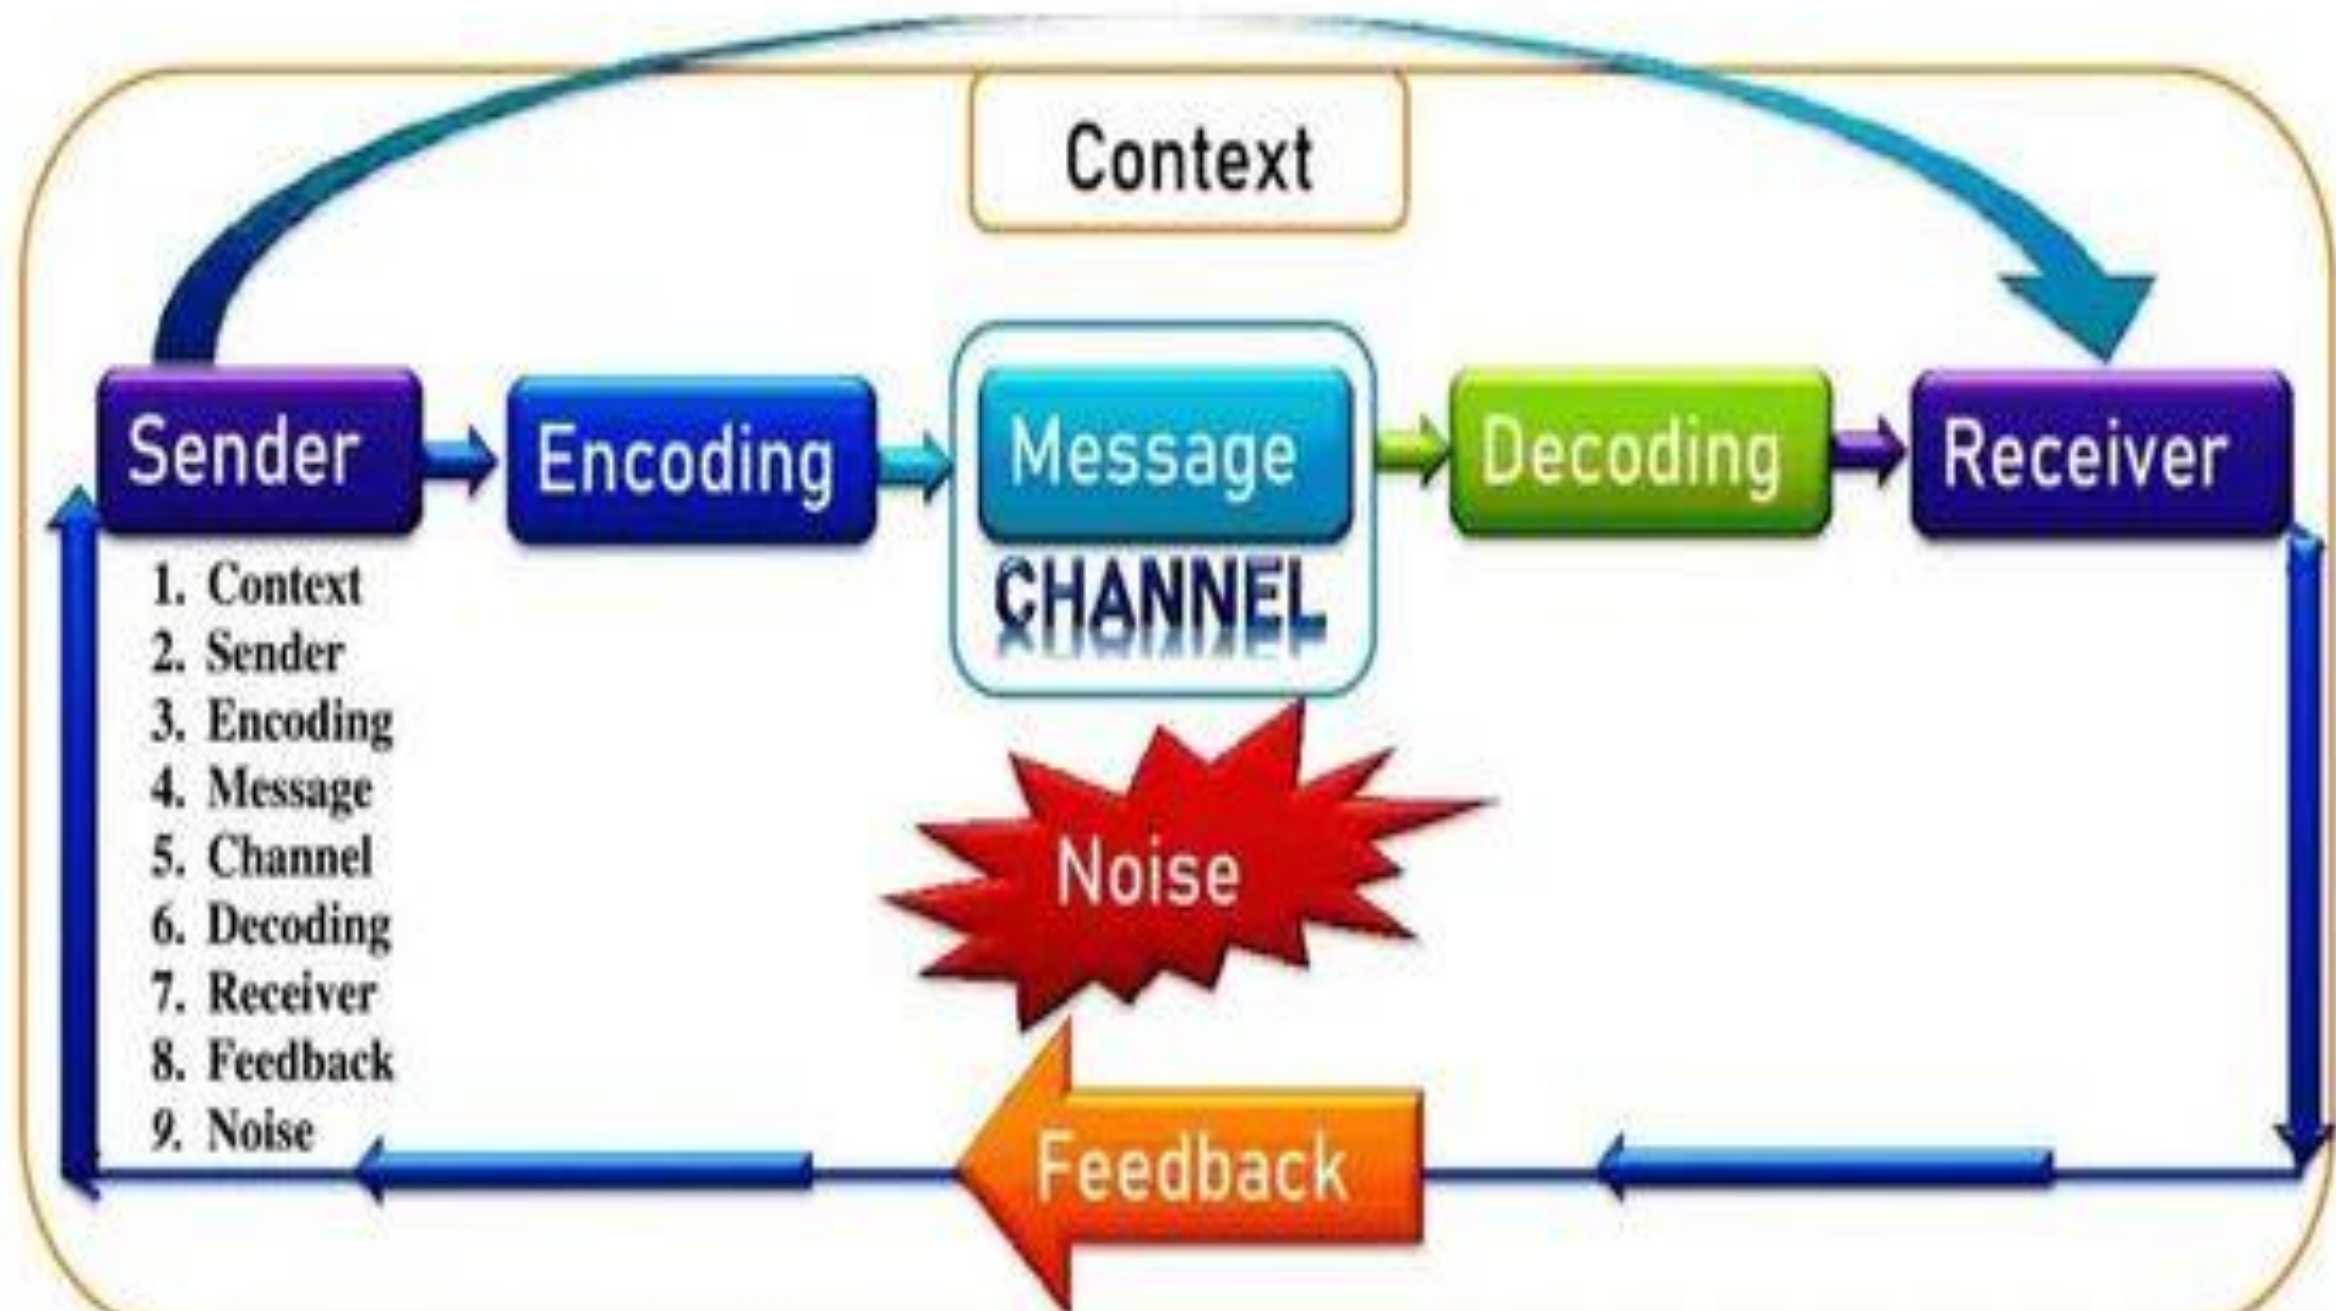 Context
Sender
Encoding
Message
Decoding
Receiver
CHANNEL
1. Context
2. Sender
3. Encoding
4. Message
5. Channel
6. Decoding
7. Receiver
8. Feedback
9. Noise
Noise
Feedback